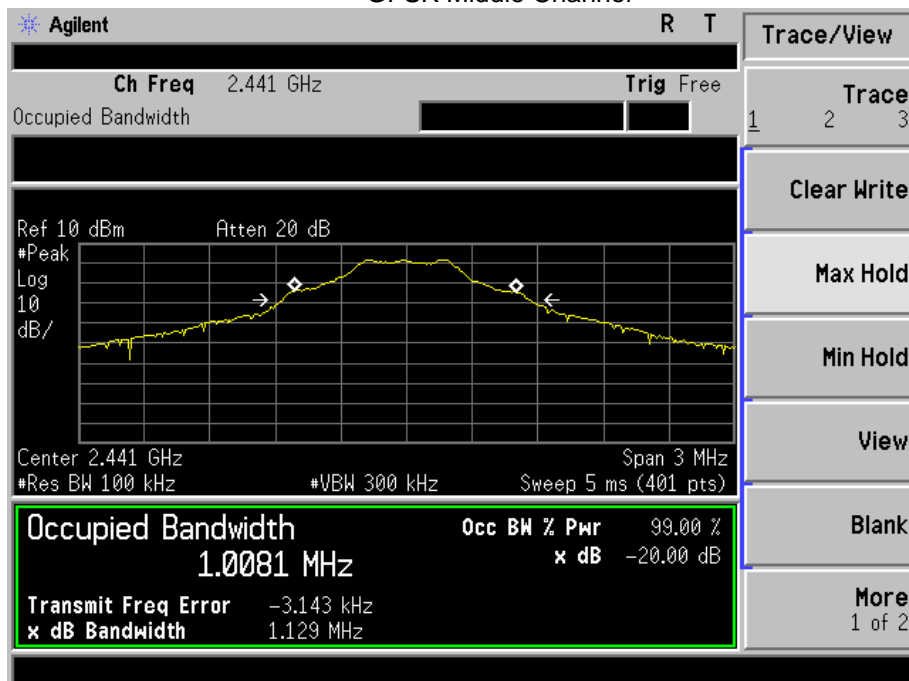 Agilent R T
Ch Freq 2.441 GHz Trig Free
Occupied Bandwidth
Ref 10 dBm Atten 20 dB
#Peak
Log
10
dB/
Center 2.441 GHz Span 3 MHz
#Res BW 100 kHz #VBW 300 kHz Sweep 5 ms (401 pts)
Occupied Bandwidth Occ BW % Pwr 99.00 %
1.0081 MHz x dB -20.00 dB
Transmit Freq Error -3.143 kHz
x dB Bandwidth 1.129 MHz
Trace/View
Trace
1 2 3
Clear Write
Max Hold
Min Hold
View
Blank
More
1 of 2